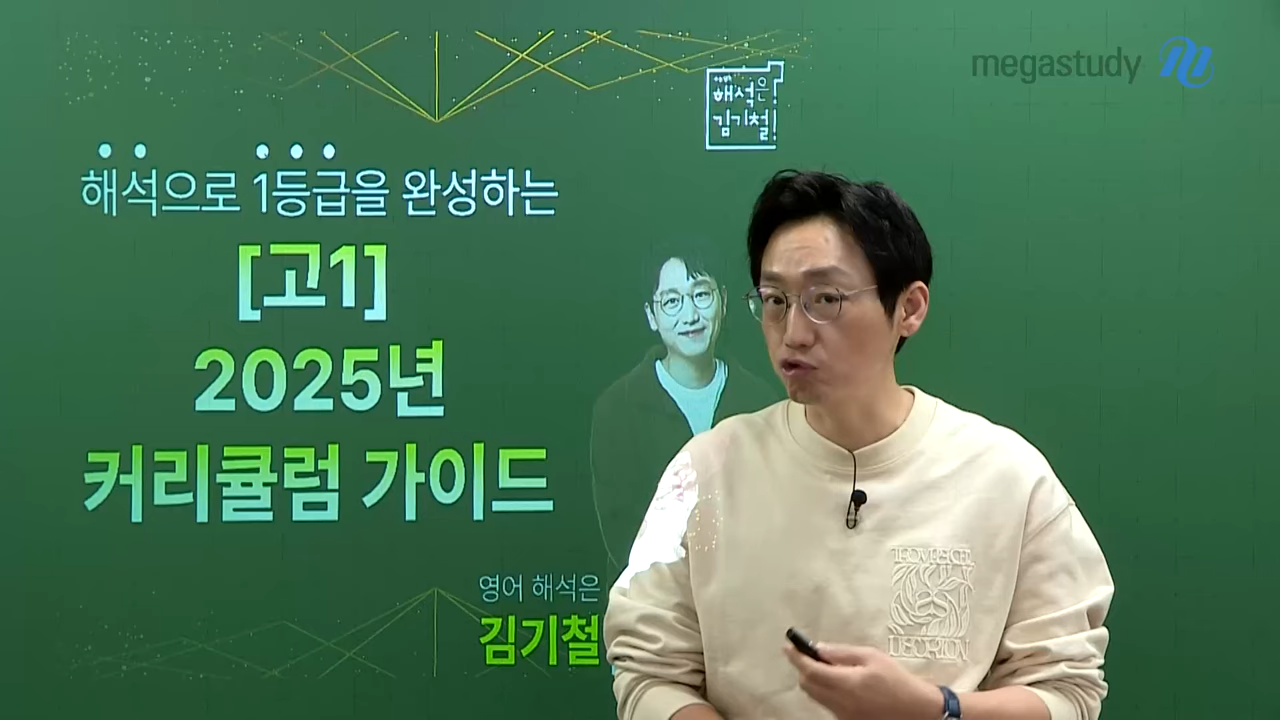 megastudy
해석은
김기철!
해석으로 1등급을 완성하는
[고1]
2025년
커리큘럼 가이드
영어 해석은
김기철